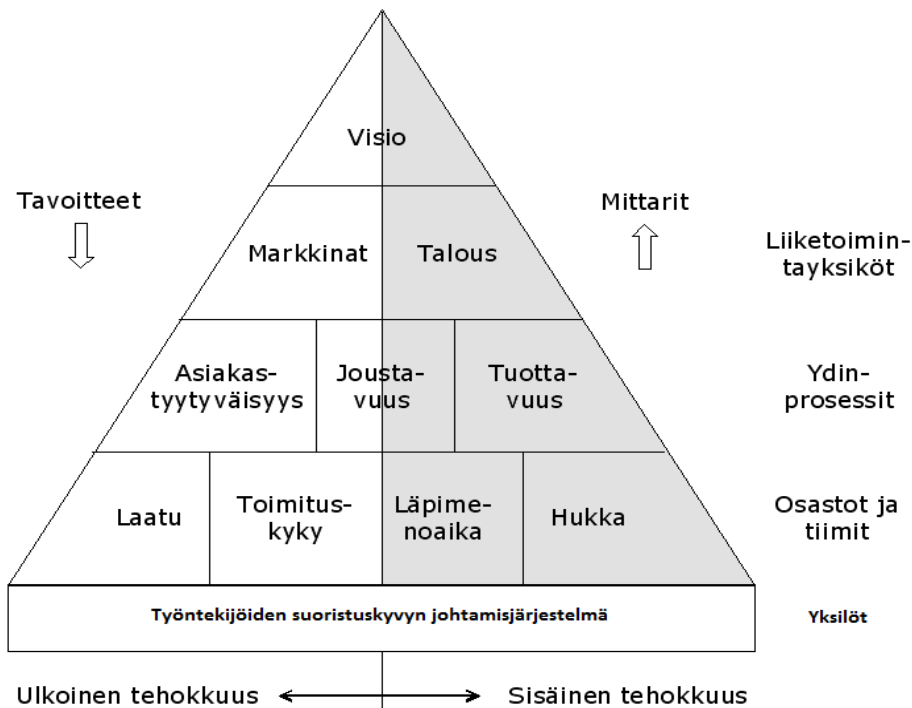 Visio
Tavoitteet
Mittarit
Markkinat
Talous
Liiketoimin-
tayksiköt
Asiakas-
tyytyväisyys
Jousta-
vuus
Tuotta-
vuus
Ydin-
prosessit
Laatu
Toimitus-
kyky
Läpime-
noaika
Hukka
Osastot ja
tiimit
Työntekijöiden suoristuskyvyn johtamisjärjestelmä
Yksilöt
Ulkoinen tehokkuus
Sisäinen tehokkuus